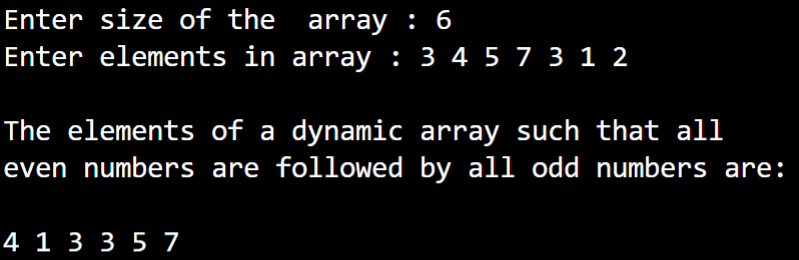 Enter size of the  array : 6
Enter elements in array : 3 4 5 7 3 1 2
The elements of a dynamic array such that all
even numbers are followed by all odd numbers are:
4 1 3 3 5 7